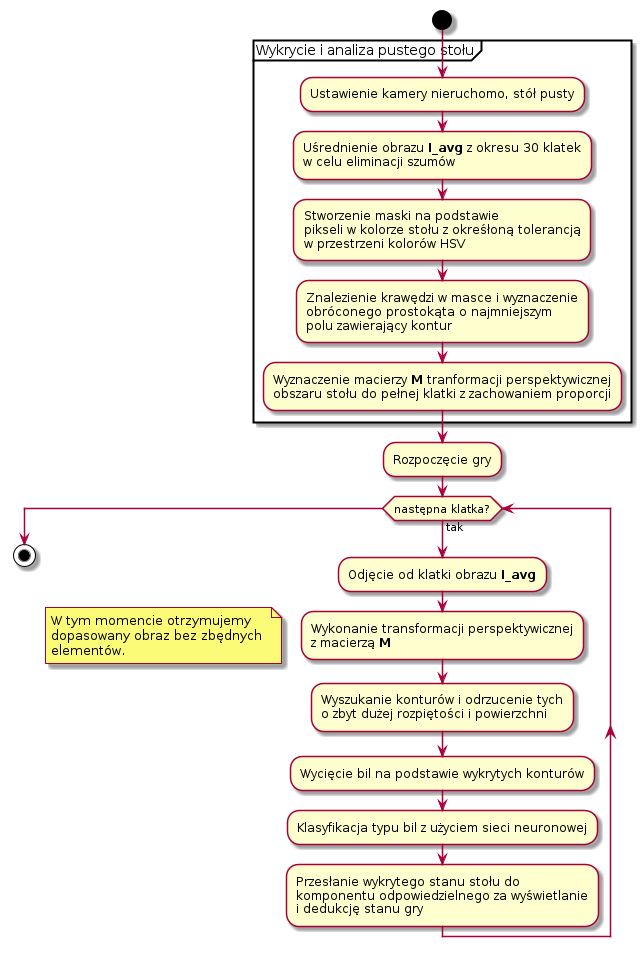 Wykrycie i analiza pustego stołu
Ustawienie kamery nieruchomo, stół pusty
Uśrednienie obrazu I_avg z okresu 30 klatek
w celu eliminacji szumów
Stworzenie maski na podstawie
pikseli w kolorze stołu z okreśłoną tolerancją
w przestrzeni kolorów HSV
Znalezienie krawędzi w masce i wyznaczenie
obróconego prostokąta o najmniejszym
polu zawierający kontur
Wyznaczenie macierzy M tranformacji perspektywicznej
obszaru stołu do pełnej klatki z zachowaniem proporcji
Rozpoczęcie gry
następna klatka?
tak
Odjęcie od klatki obrazu I_avg
W tym momencie otrzymujemy
dopasowany obraz bez zbędnych
elementów.
Wykonanie transformacji perspektywicznej
z macierzą M
Wyszukanie konturów i odrzucenie tych
o zbyt dużej rozpiętości i powierzchni
Wycięcie bil na podstawie wykrytych konturów
Klasyfikacja typu bil z użyciem sieci neuronowej
Przesłanie wykrytego stanu stołu do
komponentu odpowiedzielnego za wyświetlanie
i dedukcję stanu gry